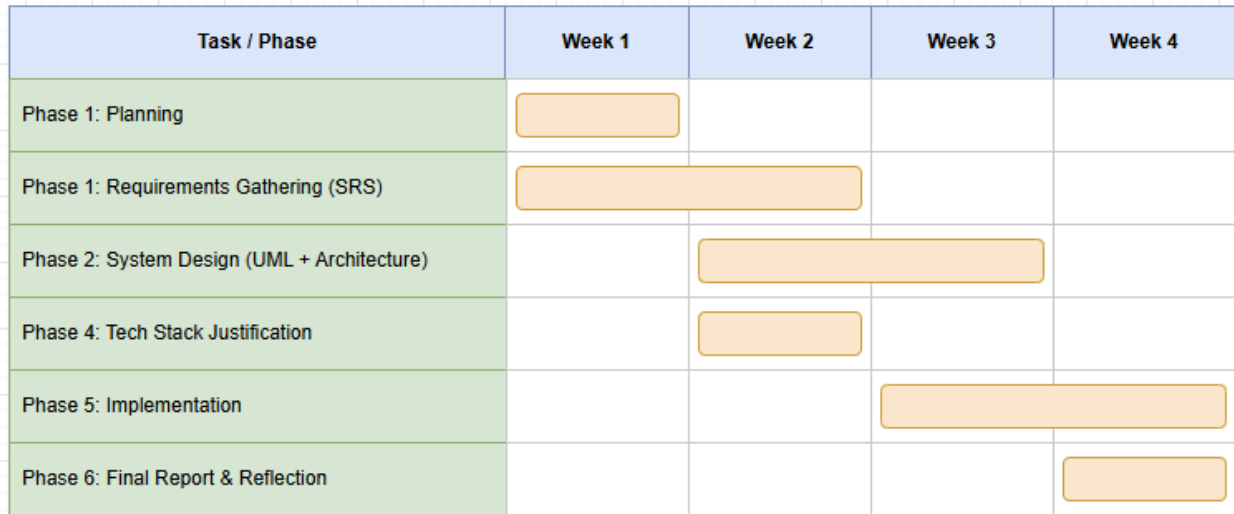 Task / Phase Week 1 Week 2 Week 3 Week 4
Phase 1: Planning
Phase 1: Requirements Gathering (SRS)
Phase 2: System Design (UML + Architecture)
Phase 4: Tech Stack Justification
Phase 5: Implementation
Phase 6: Final Report & Reflection